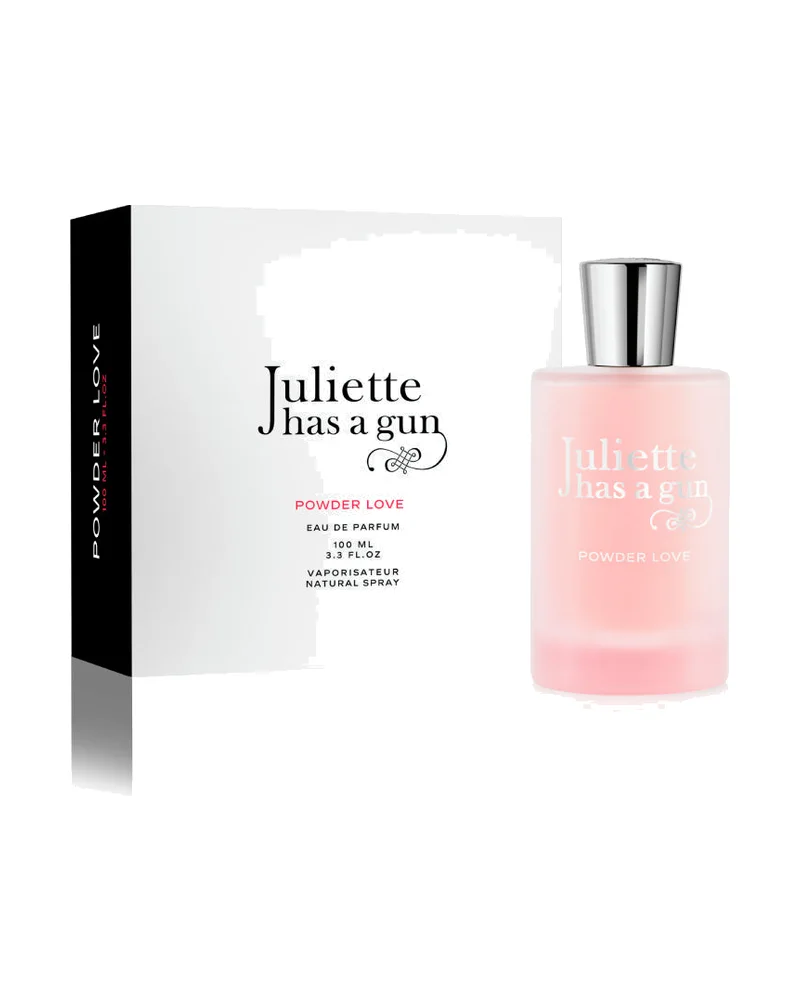 POWDER LOVE
100 ML - 3.3 FL.OZ
Juliette
has a gun
POWDER LOVE
EAU DE PARFUM
100 ML
3.3 FL.OZ
VAPORISATEUR
NATURAL SPRAY
Juliette
has a gun
POWDER LOVE